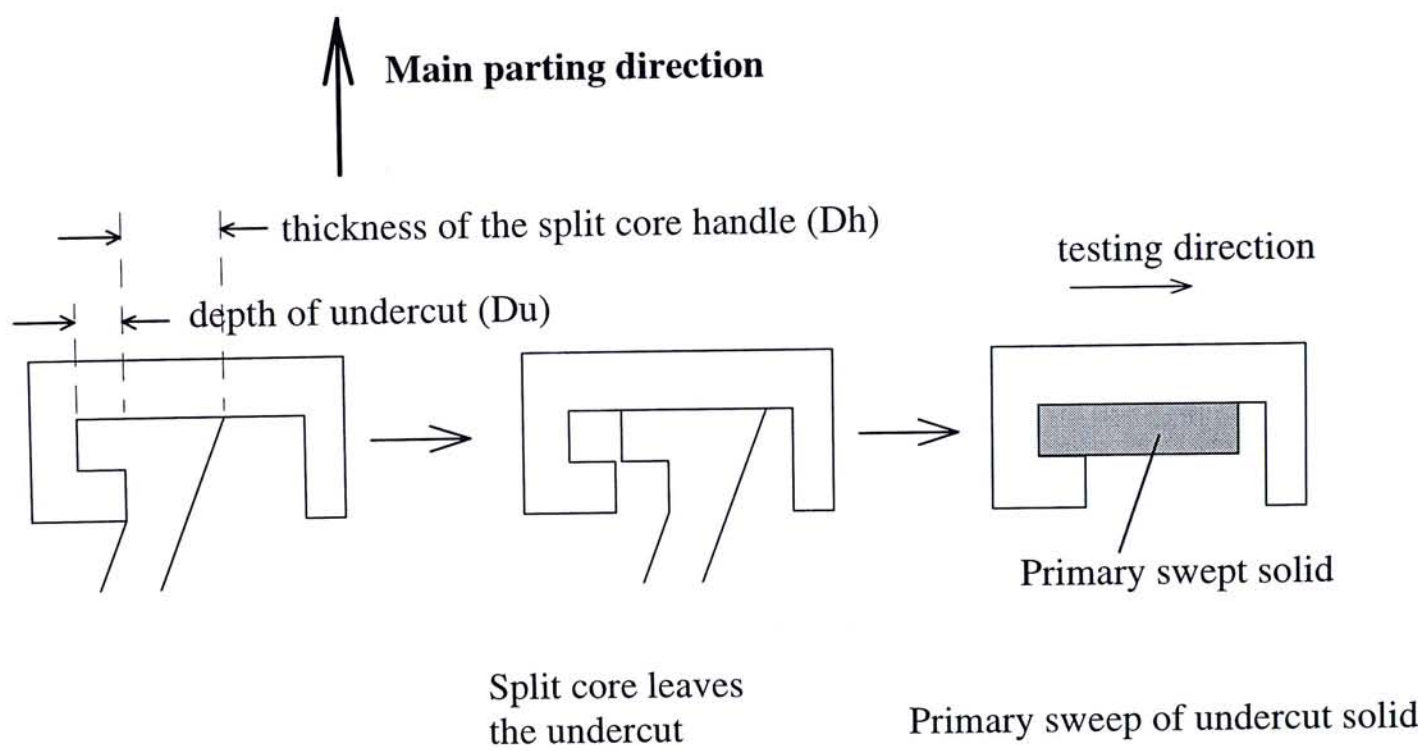 Main parting direction
thickness of the split core handle (Dh)
testing direction
depth of undercut (Du)
Primary swept solid
Split core leaves
the undercut
Primary sweep of undercut solid